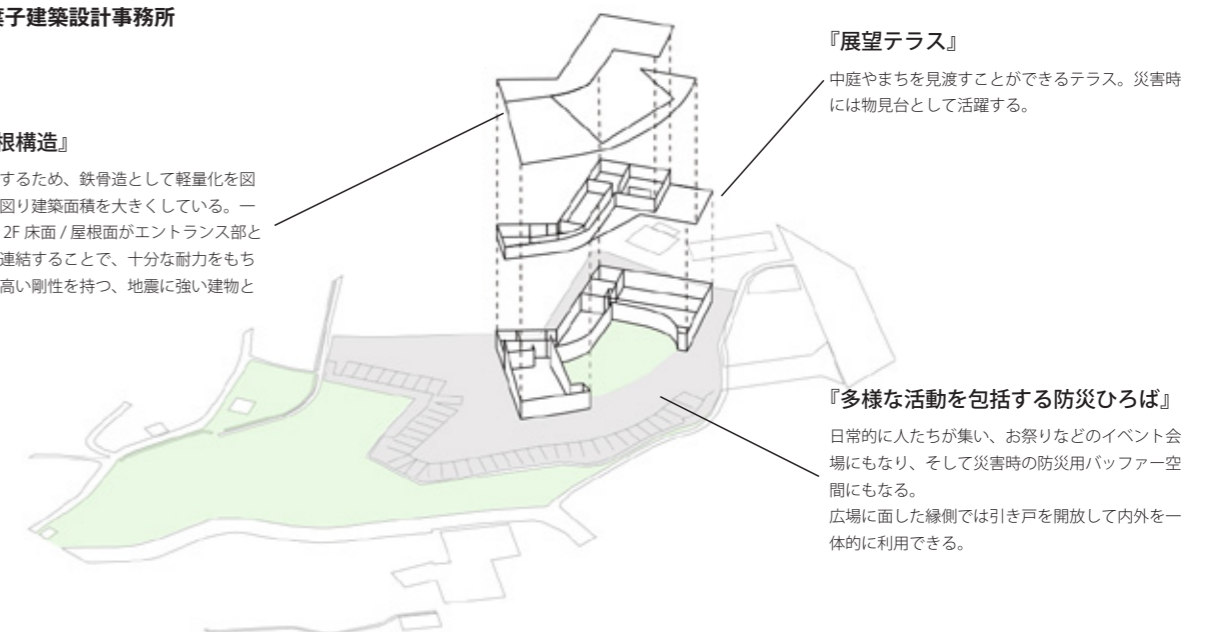 子建築設計事務所
根構造』
するため、鉄骨造として軽量化を図
図り建築面積を大きくしている。一
2F 床面 / 屋根面がエントランス部と
連結することで、十分な耐力をもち
高い剛性を持つ、地震に強い建物と
『展望テラス』
中庭やまちを見渡すことができるテラス。災害時
には物見台として活躍する。
『多様な活動を包括する防災ひろば』
日常的に人たちが集い、お祭りなどのイベント会
場にもなり、そして災害時の防災用バッファー空
間にもなる。
広場に面した縁側では引き戸を開放して内外を一
体的に利用できる。